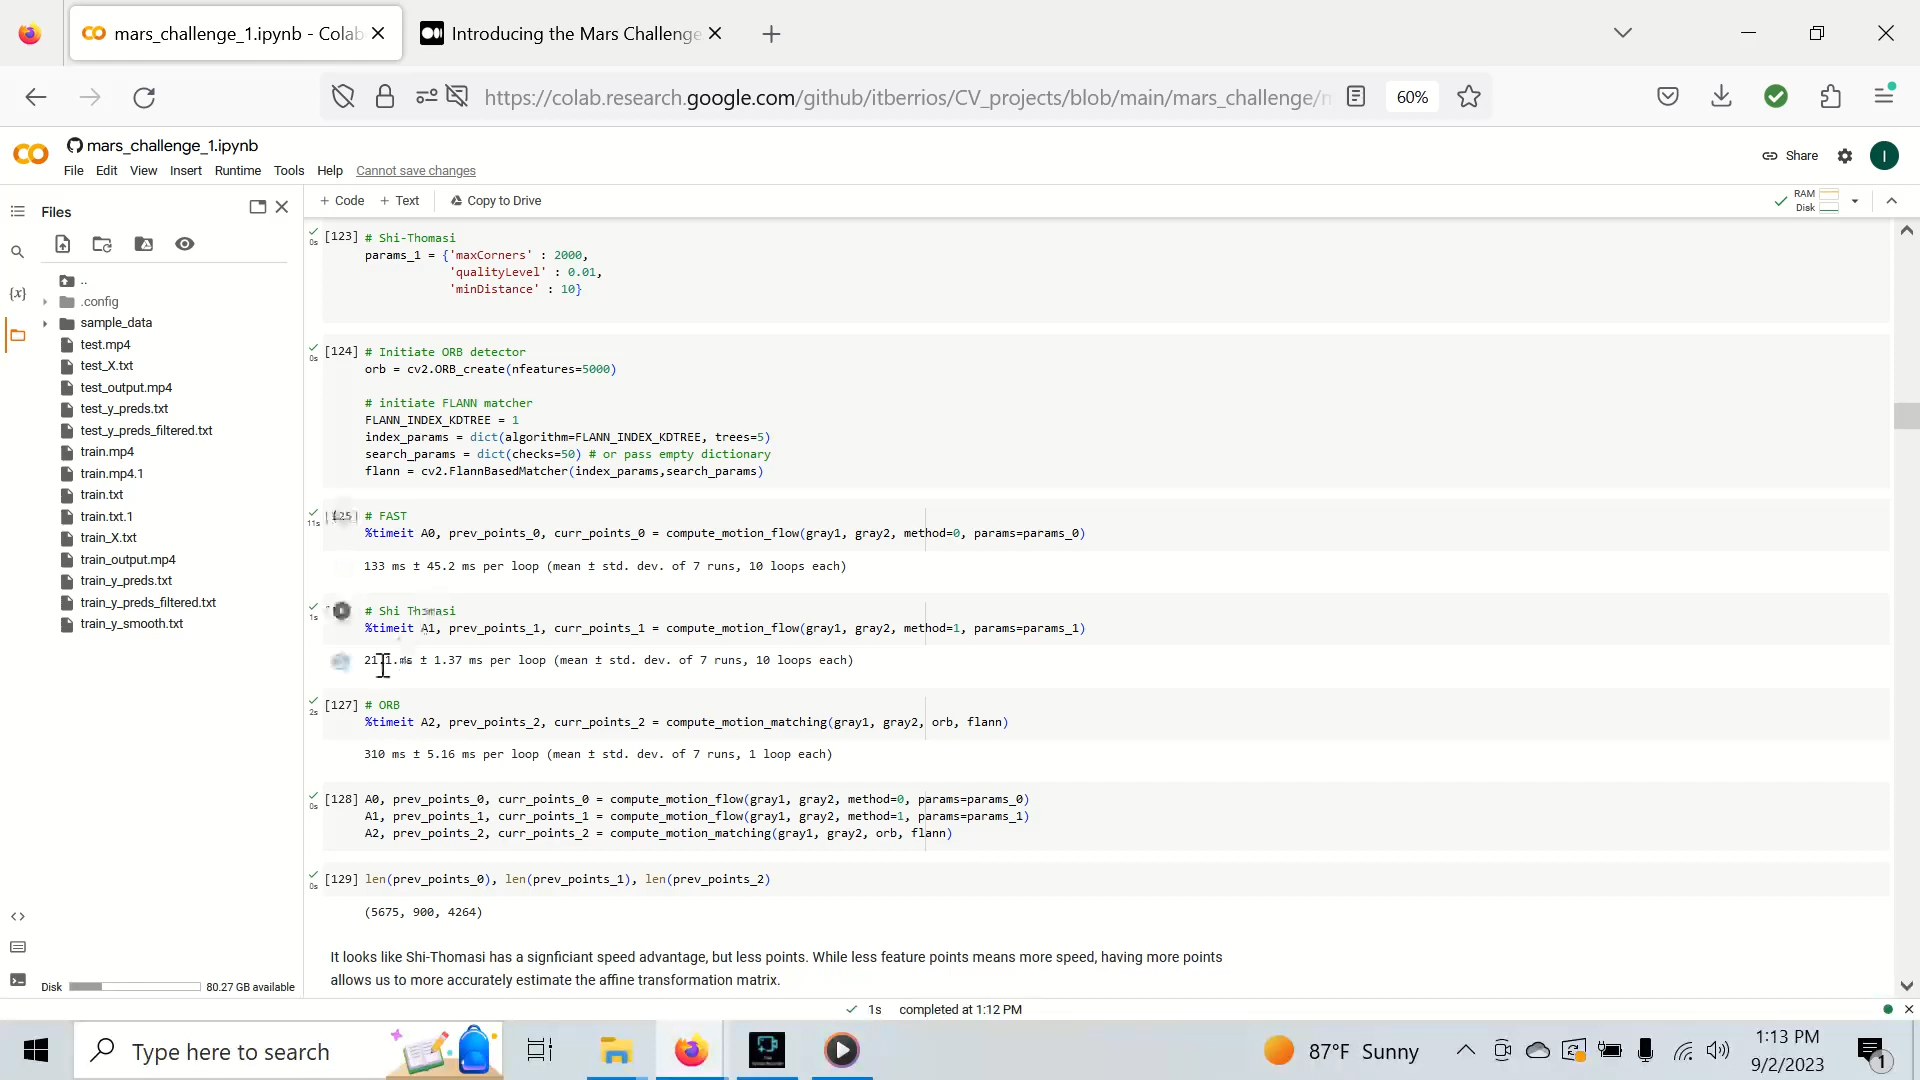 mars_challenge_1.ipynb - Colab
Introducing the Mars Challenge
https://colab.research.google.com/github/itberrios/CV_projects/blob/main/mars_challenge/
60%
mars_challenge_1.ipynb
File Edit View Insert Runtime Tools Help Cannot save changes
Share
I
Files
+ Code + Text Copy to Drive
RAM
Disk
..
.config
sample_data
test.mp4
test_X.txt
test_output.mp4
test_y_preds.txt
test_y_preds_filtered.txt
train.mp4
train.mp4.1
train.txt
train.txt.1
train_X.txt
train_output.mp4
train_y_preds.txt
train_y_preds_filtered.txt
train_y_smooth.txt
Disk 80.27 GB available
0s [123] # Shi-Thomasi
params_1 = {'maxCorners' : 2000,
'qualityLevel' : 0.01,
'minDistance' : 10}
0s [124] # Initiate ORB detector
orb = cv2.ORB_create(nfeatures=5000)
# initiate FLANN matcher
FLANN_INDEX_KDTREE = 1
index_params = dict(algorithm=FLANN_INDEX_KDTREE, trees=5)
search_params = dict(checks=50) # or pass empty dictionary
flann = cv2.FlannBasedMatcher(index_params,search_params)
11s [125] # FAST
%timeit A0, prev_points_0, curr_points_0 = compute_motion_flow(gray1, gray2, method=0, params=params_0)
133 ms ± 45.2 ms per loop (mean ± std. dev. of 7 runs, 10 loops each)
1s # Shi Thomasi
%timeit A1, prev_points_1, curr_points_1 = compute_motion_flow(gray1, gray2, method=1, params=params_1)
ms ± 1.37 ms per loop (mean ± std. dev. of 7 runs, 10 loops each)
2s [127] # ORB
%timeit A2, prev_points_2, curr_points_2 = compute_motion_matching(gray1, gray2, orb, flann)
310 ms ± 5.16 ms per loop (mean ± std. dev. of 7 runs, 1 loop each)
0s [128] A0, prev_points_0, curr_points_0 = compute_motion_flow(gray1, gray2, method=0, params=params_0)
A1, prev_points_1, curr_points_1 = compute_motion_flow(gray1, gray2, method=1, params=params_1)
A2, prev_points_2, curr_points_2 = compute_motion_matching(gray1, gray2, orb, flann)
0s [129] len(prev_points_0), len(prev_points_1), len(prev_points_2)
(5675, 900, 4264)
It looks like Shi-Thomasi has a signficiant speed advantage, but less points. While less feature points means more speed, having more points
allows us to more accurately estimate the affine transformation matrix.
1s completed at 1:12 PM
Type here to search
87°F Sunny
1:13 PM
9/2/2023
1